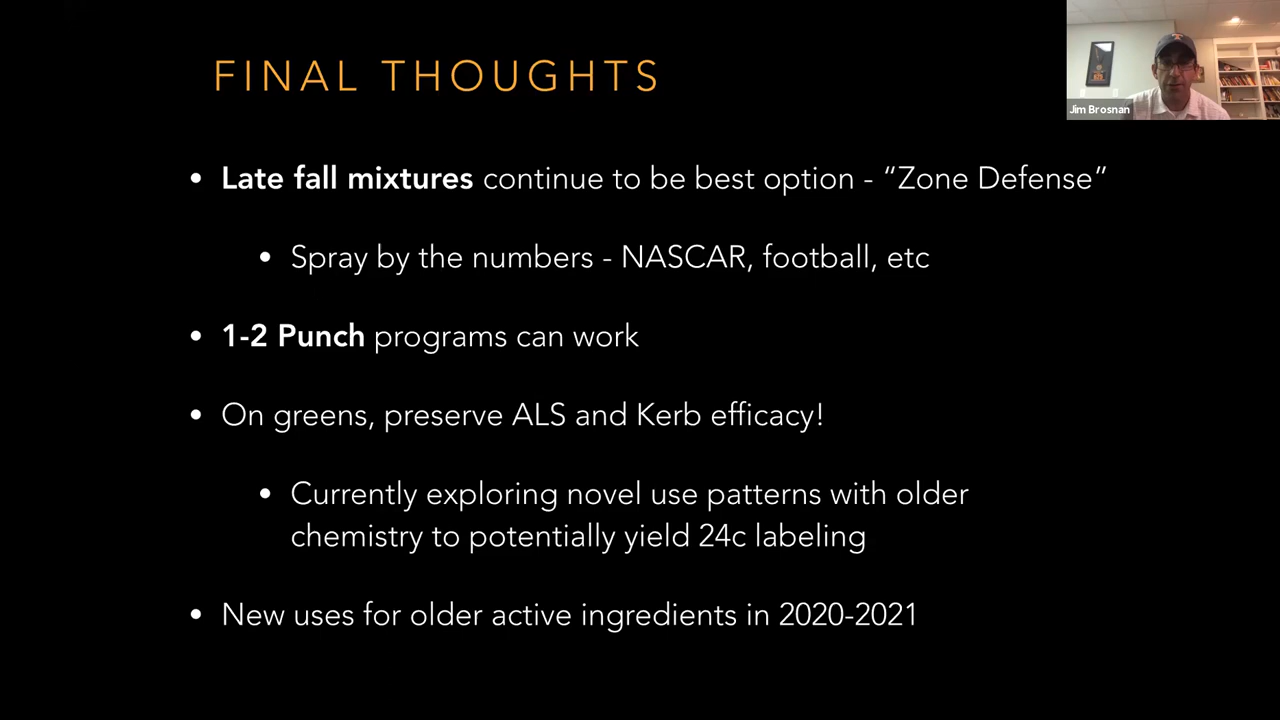 FINAL THOUGHTS
Jim Brosnan
• Late fall mixtures continue to be best option - “Zone Defense”
• Spray by the numbers - NASCAR, football, etc
• 1-2 Punch programs can work
• On greens, preserve ALS and Kerb efficacy!
• Currently exploring novel use patterns with older
chemistry to potentially yield 24c labeling
• New uses for older active ingredients in 2020-2021